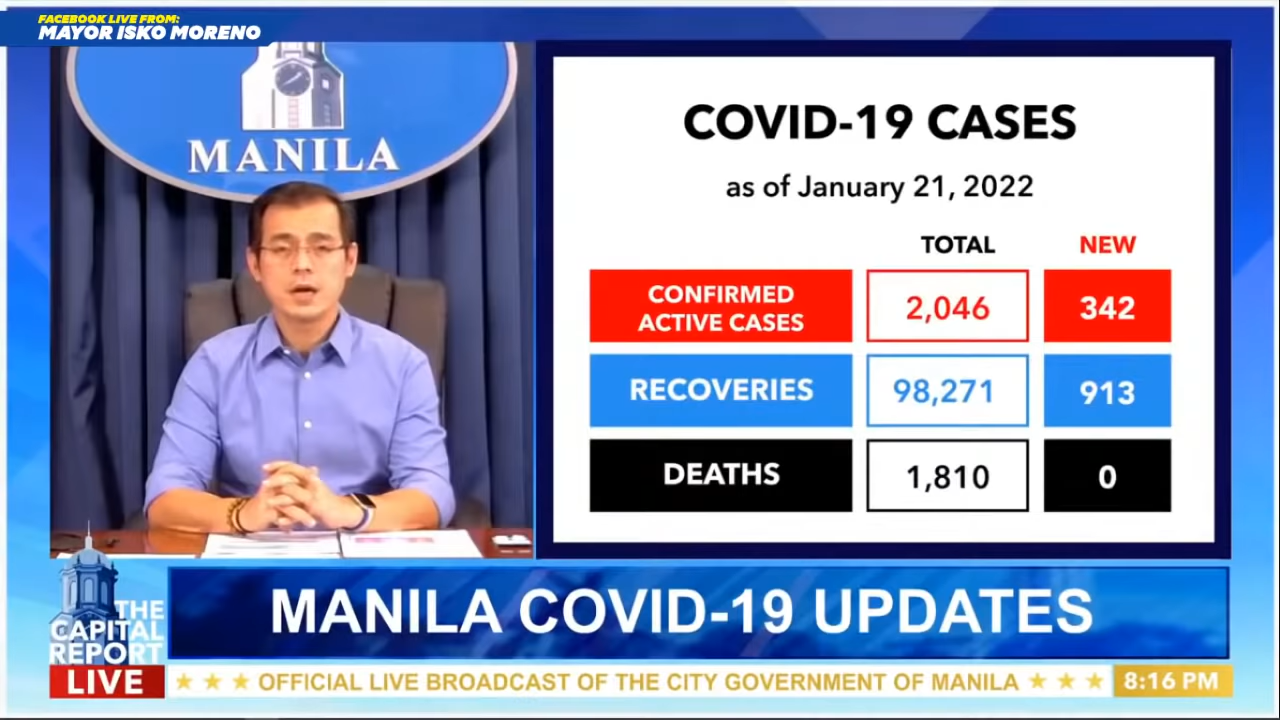 FACEBOOK LIVE FROM:
MAYOR ISKO MORENO
MANILA
COVID-19 CASES
as of January 21, 2022
TOTAL NEW
CONFIRMED
ACTIVE CASES
2,046 342
RECOVERIES 98,271 913
DEATHS 1,810 0
THE
CAPITAL
REPORT
MANILA COVID-19 UPDATES
LIVE
OFFICIAL LIVE BROADCAST OF THE CITY GOVERNMENT OF MANILA
8:16 PM